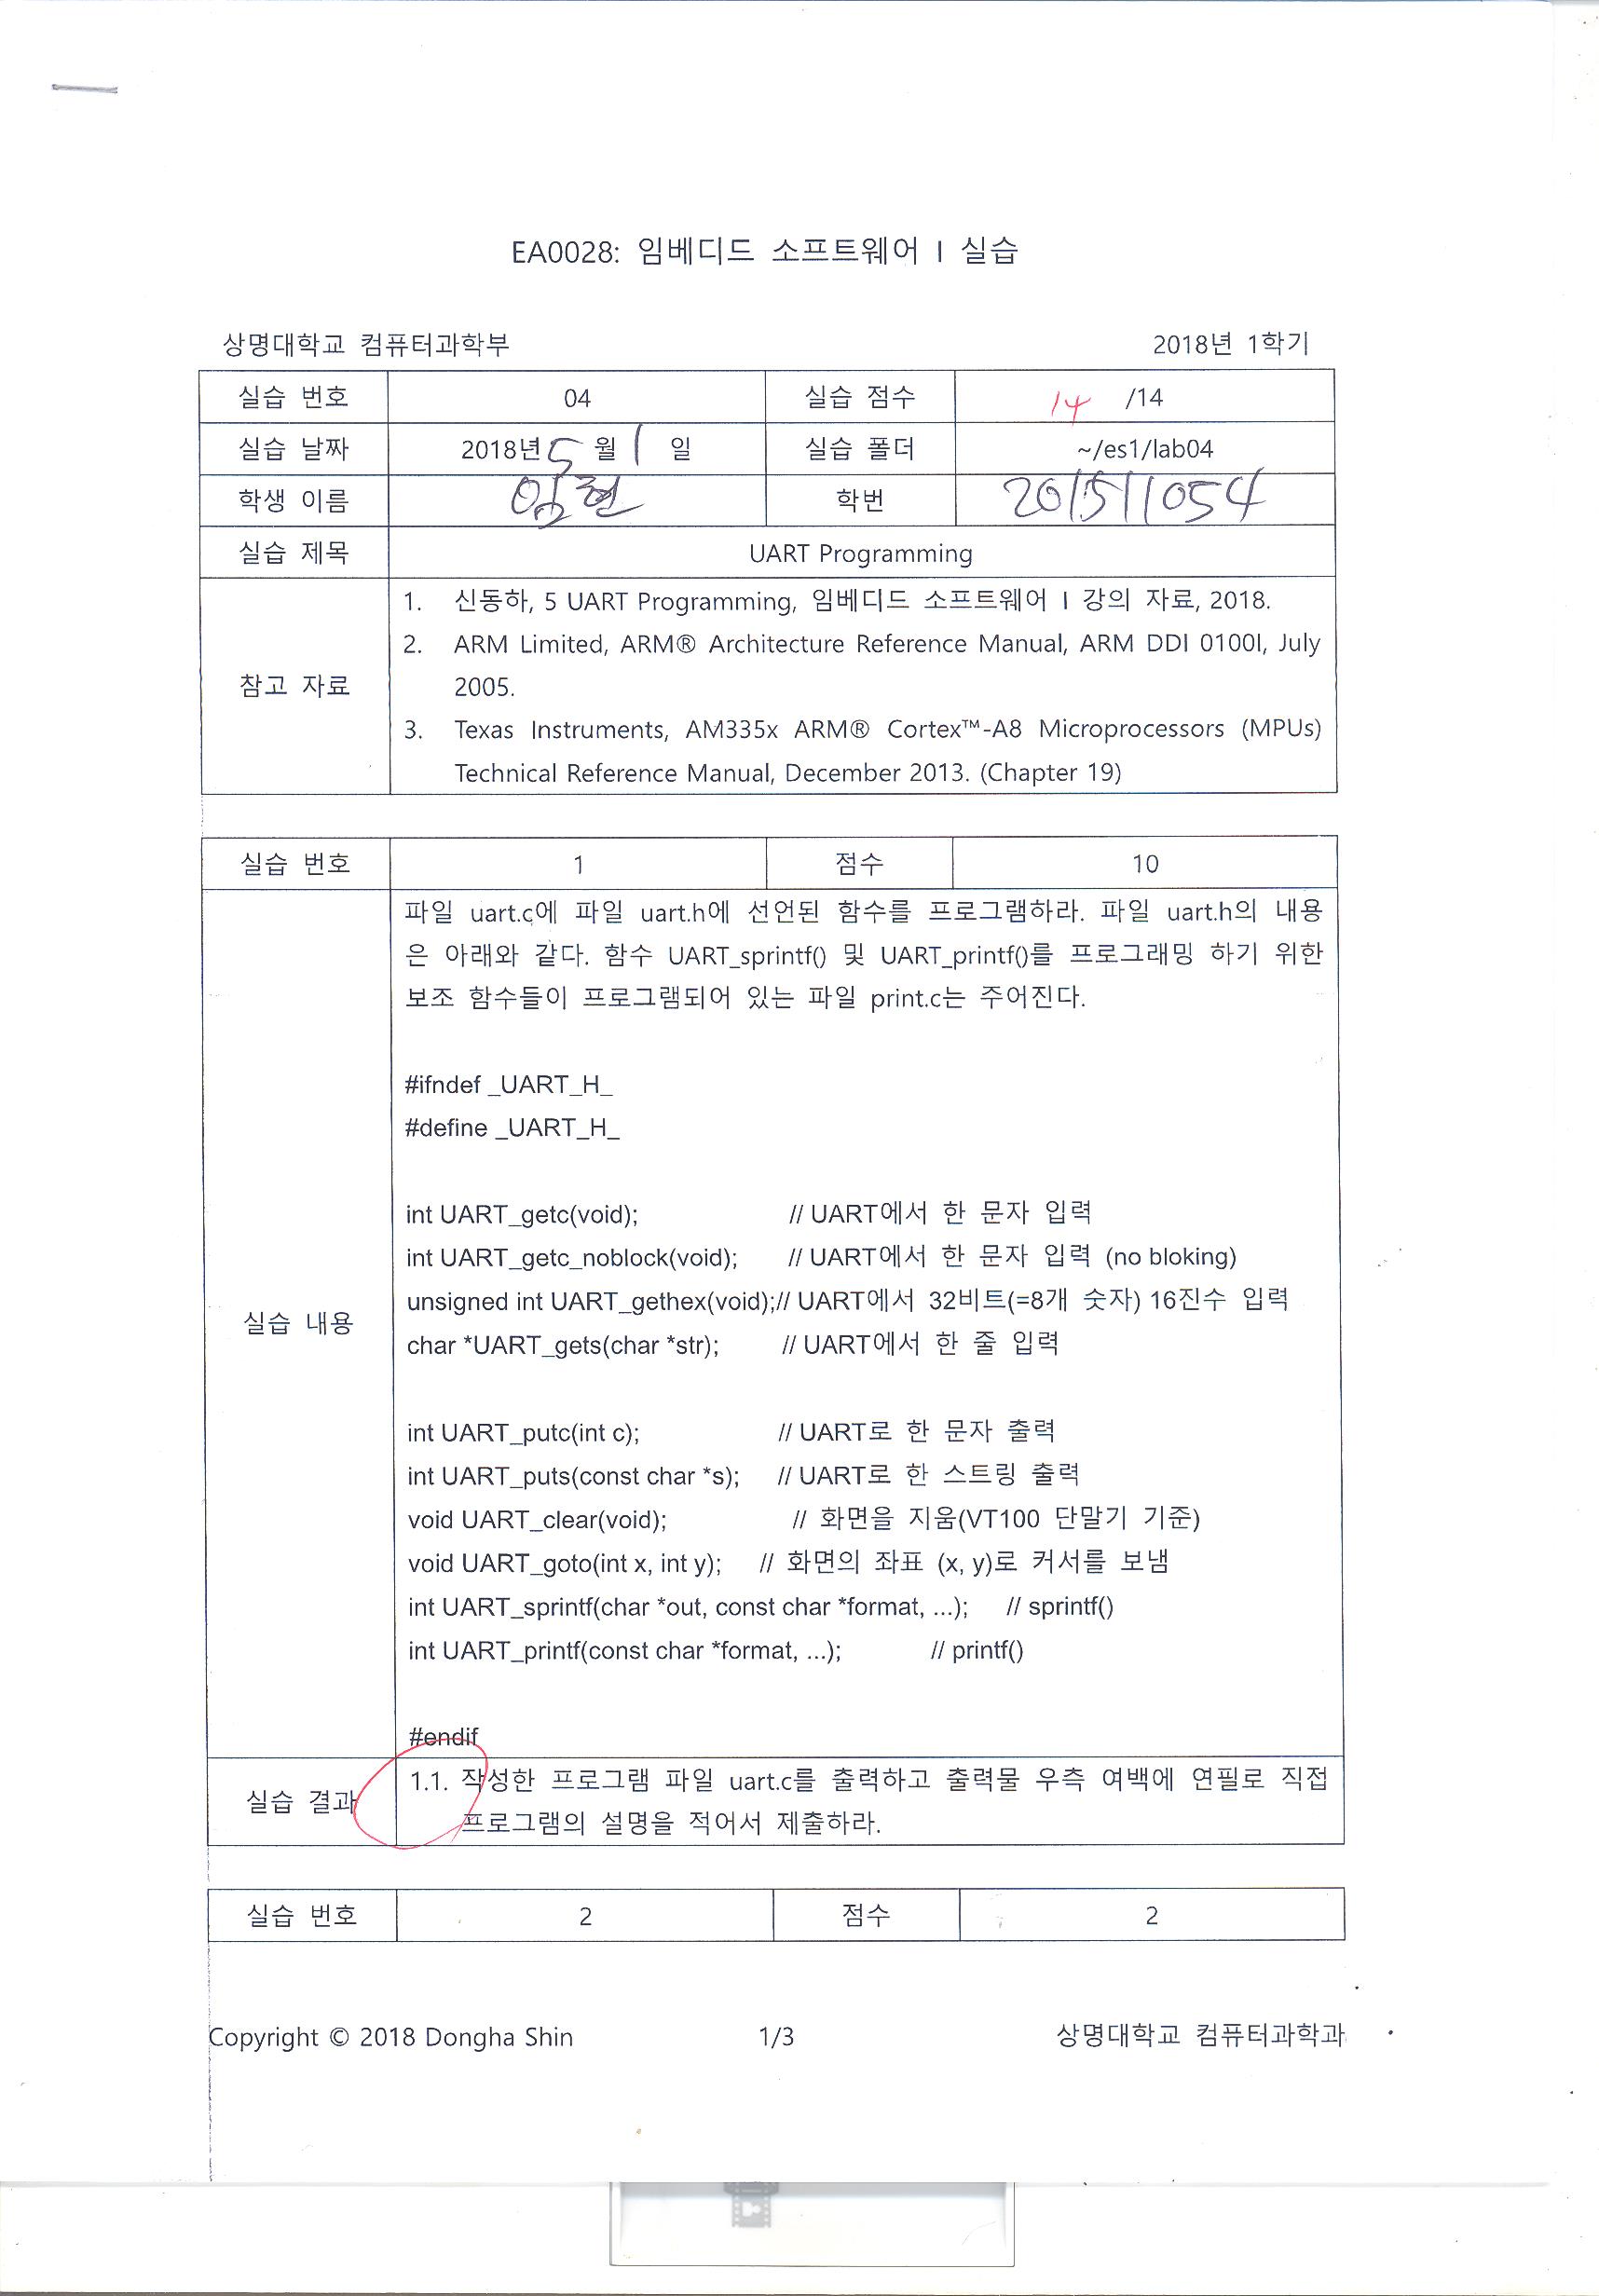 EA0028: 임베디드 소프트웨어 I 실습
상명대학교 컴퓨터과학부 2018년 1학기
실습 번호 04 실습 점수 14 /14
실습 날짜 2018년 5 월 1 일 실습 폴더 ~/es1/lab04
학생 이름 임현 학번 201511054
실습 제목 UART Programming
참고 자료
1. 신동하, 5 UART Programming, 임베디드 소프트웨어 I 강의 자료, 2018.
2. ARM Limited, ARM® Architecture Reference Manual, ARM DDI 0100I, July
2005.
3. Texas Instruments, AM335x ARM® Cortex™-A8 Microprocessors (MPUs)
Technical Reference Manual, December 2013. (Chapter 19)
실습 번호 1 점수 10
실습 내용
파일 uart.c에 파일 uart.h에 선언된 함수를 프로그램하라. 파일 uart.h의 내용
은 아래와 같다. 함수 UART_sprintf() 및 UART_printf()를 프로그래밍 하기 위한
보조 함수들이 프로그램되어 있는 파일 print.c는 주어진다.
#ifndef _UART_H_
#define _UART_H_
int UART_getc(void); // UART에서 한 문자 입력
int UART_getc_noblock(void); // UART에서 한 문자 입력 (no bloking)
unsigned int UART_gethex(void);// UART에서 32비트(=8개 숫자) 16진수 입력
char *UART_gets(char *str); // UART에서 한 줄 입력
int UART_putc(int c); // UART로 한 문자 출력
int UART_puts(const char *s); // UART로 한 스트링 출력
void UART_clear(void); // 화면을 지움(VT100 단말기 기준)
void UART_goto(int x, int y); // 화면의 좌표 (x, y)로 커서를 보냄
int UART_sprintf(char *out, const char *format, ...); // sprintf()
int UART_printf(const char *format, ...); // printf()
#endif
실습 결과
1.1. 작성한 프로그램 파일 uart.c를 출력하고 출력물 우측 여백에 연필로 직접
프로그램의 설명을 적어서 제출하라.
실습 번호 2 점수 2
Copyright © 2018 Dongha Shin 1/3 상명대학교 컴퓨터과학과